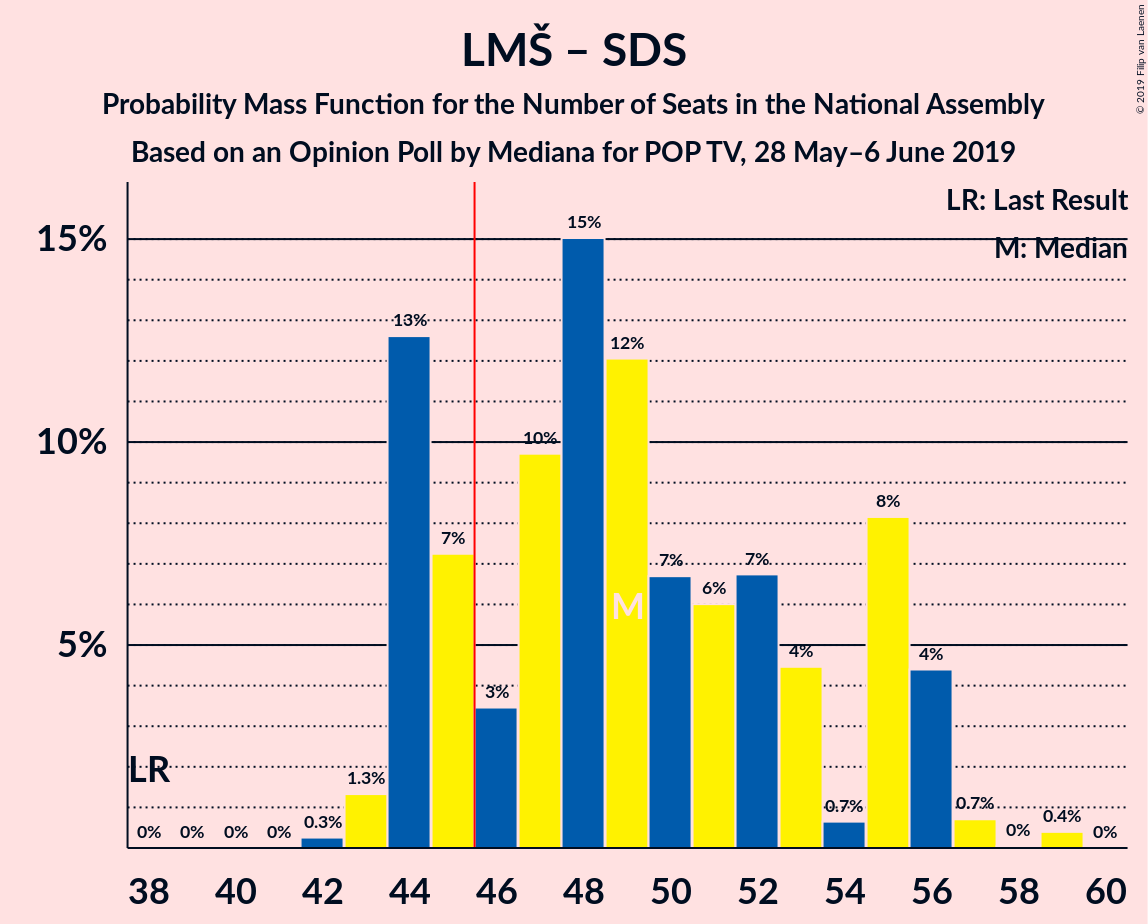 © 2019 Filip van Laenen
LMŠ – SDS
Probability Mass Function for the Number of Seats in the National Assembly
Based on an Opinion Poll by Mediana for POP TV, 28 May–6 June 2019
LR: Last Result
M: Median
15%
10%
5%
LR
M
0%
0%
0%
0%
0.3%
1.3%
13%
7%
3%
10%
15%
12%
7%
6%
7%
4%
0.7%
8%
4%
0.7%
0%
0.4%
0%
38 40 42 44 46 48 50 52 54 56 58 60